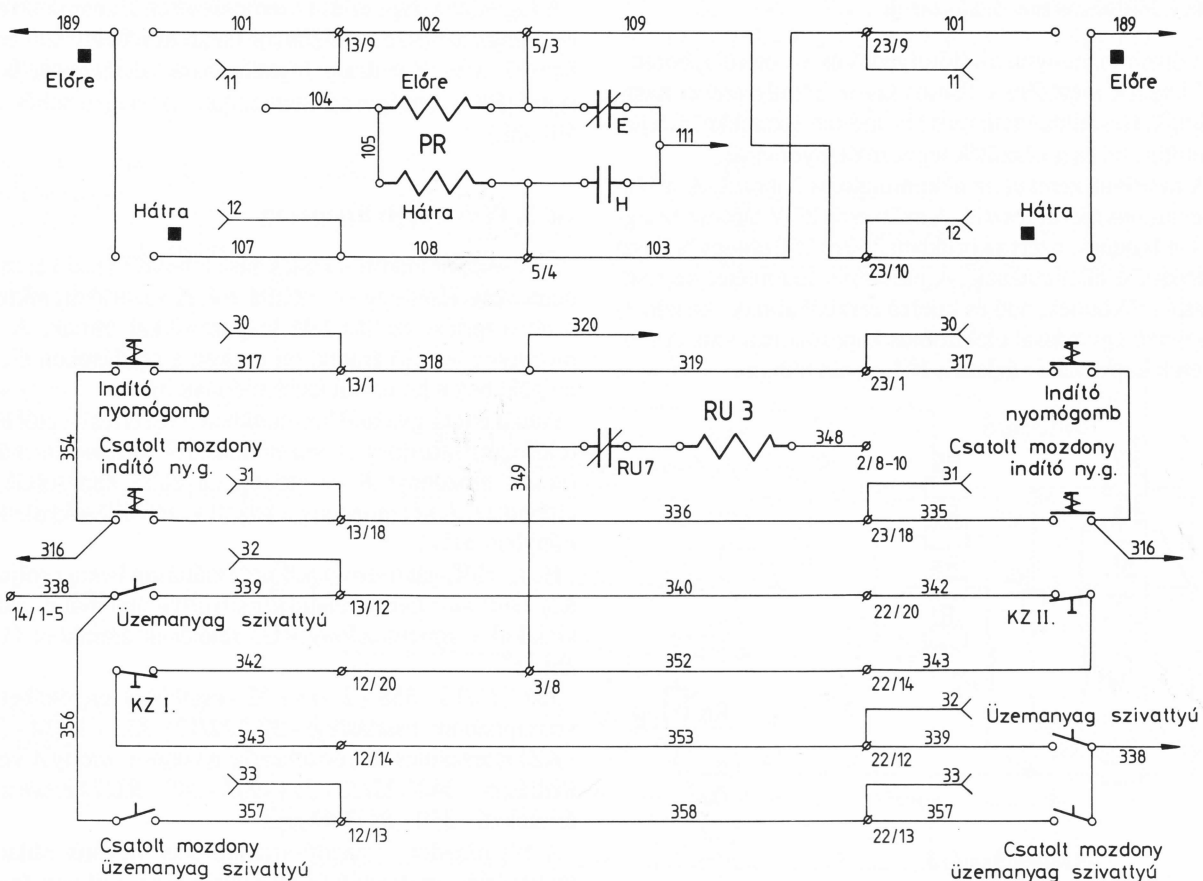 189 101 102 109 101 189
13/9 5/3 23/9
11 11
Előre Előre Előre
104 E
105 PR 111
H
Hátra Hátra Hátra
12 12
107 108 103
5/4 23/10
30 320 30
317 318 319 317
13/1 23/1
Indító
nyomógomb
Indító
nyomógomb
RU 3
354 Csatolt mozdony
indító ny.g.
Csatolt mozdony
indító ny.g.
RU7 348
2/8-10
349
31 31
336 335
13/18 23/18
316 316
32
338 339 340 342
14/1-5 13/12 22/20
Üzemanyag szivattyú KZ II.
342 352 343
12/20 3/8 22/14
KZ I.
356
32 Üzemanyag szivattyú
343 353 339 338
12/14 22/12
33 33
357 358 357
12/13 22/13
Csatolt mozdony
üzemanyag szivattyú
Csatolt mozdony
üzemanyag szivattyú